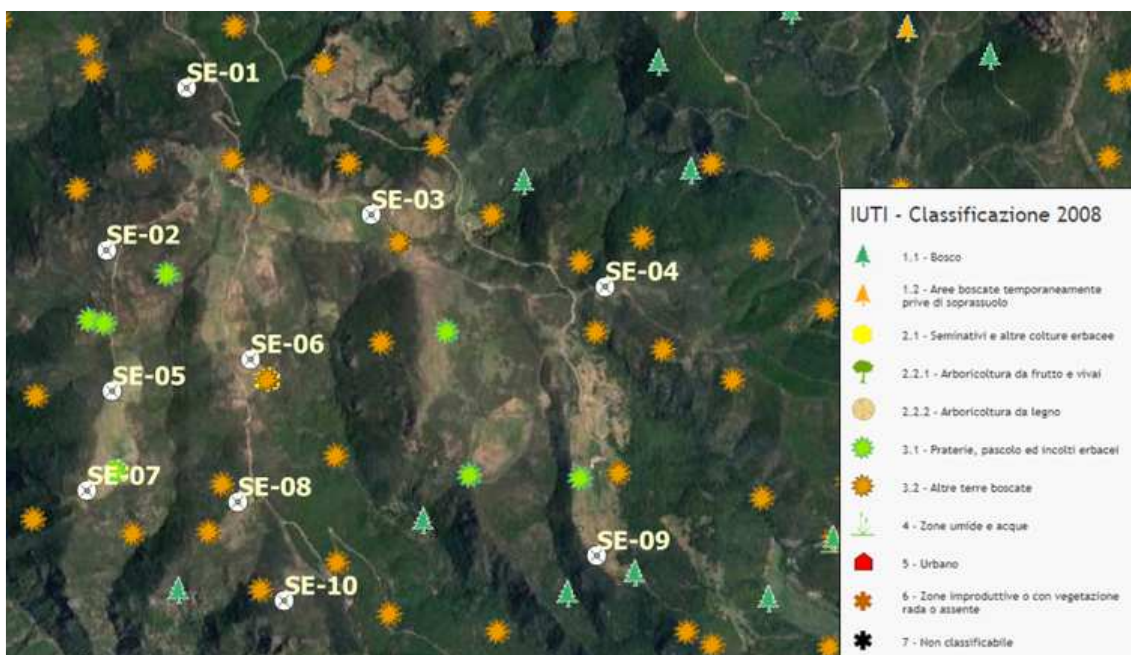 SE-01
SE-03
SE-02
SE-04
SE-06
SE-05
SE-07
SE-08
SE-09
SE-10
IUTI - Classificazione 2008
1.1 - Bosco
1.2 - Aree boscate temporaneamente
prive di soprassuolo
2.1 - Seminativi e altre colture erbacee
2.2.1 - Arboricoltura da frutto e vivai
2.2.2 - Arboricoltura da legno
3.1 - Praterie, pascolo ed incolti erbacei
3.2 - Altre terre boscate
4 - Zone umide e acque
5 - Urbano
6 - Zone improduttive o con vegetazione
rada o assente
7 - Non classificabile